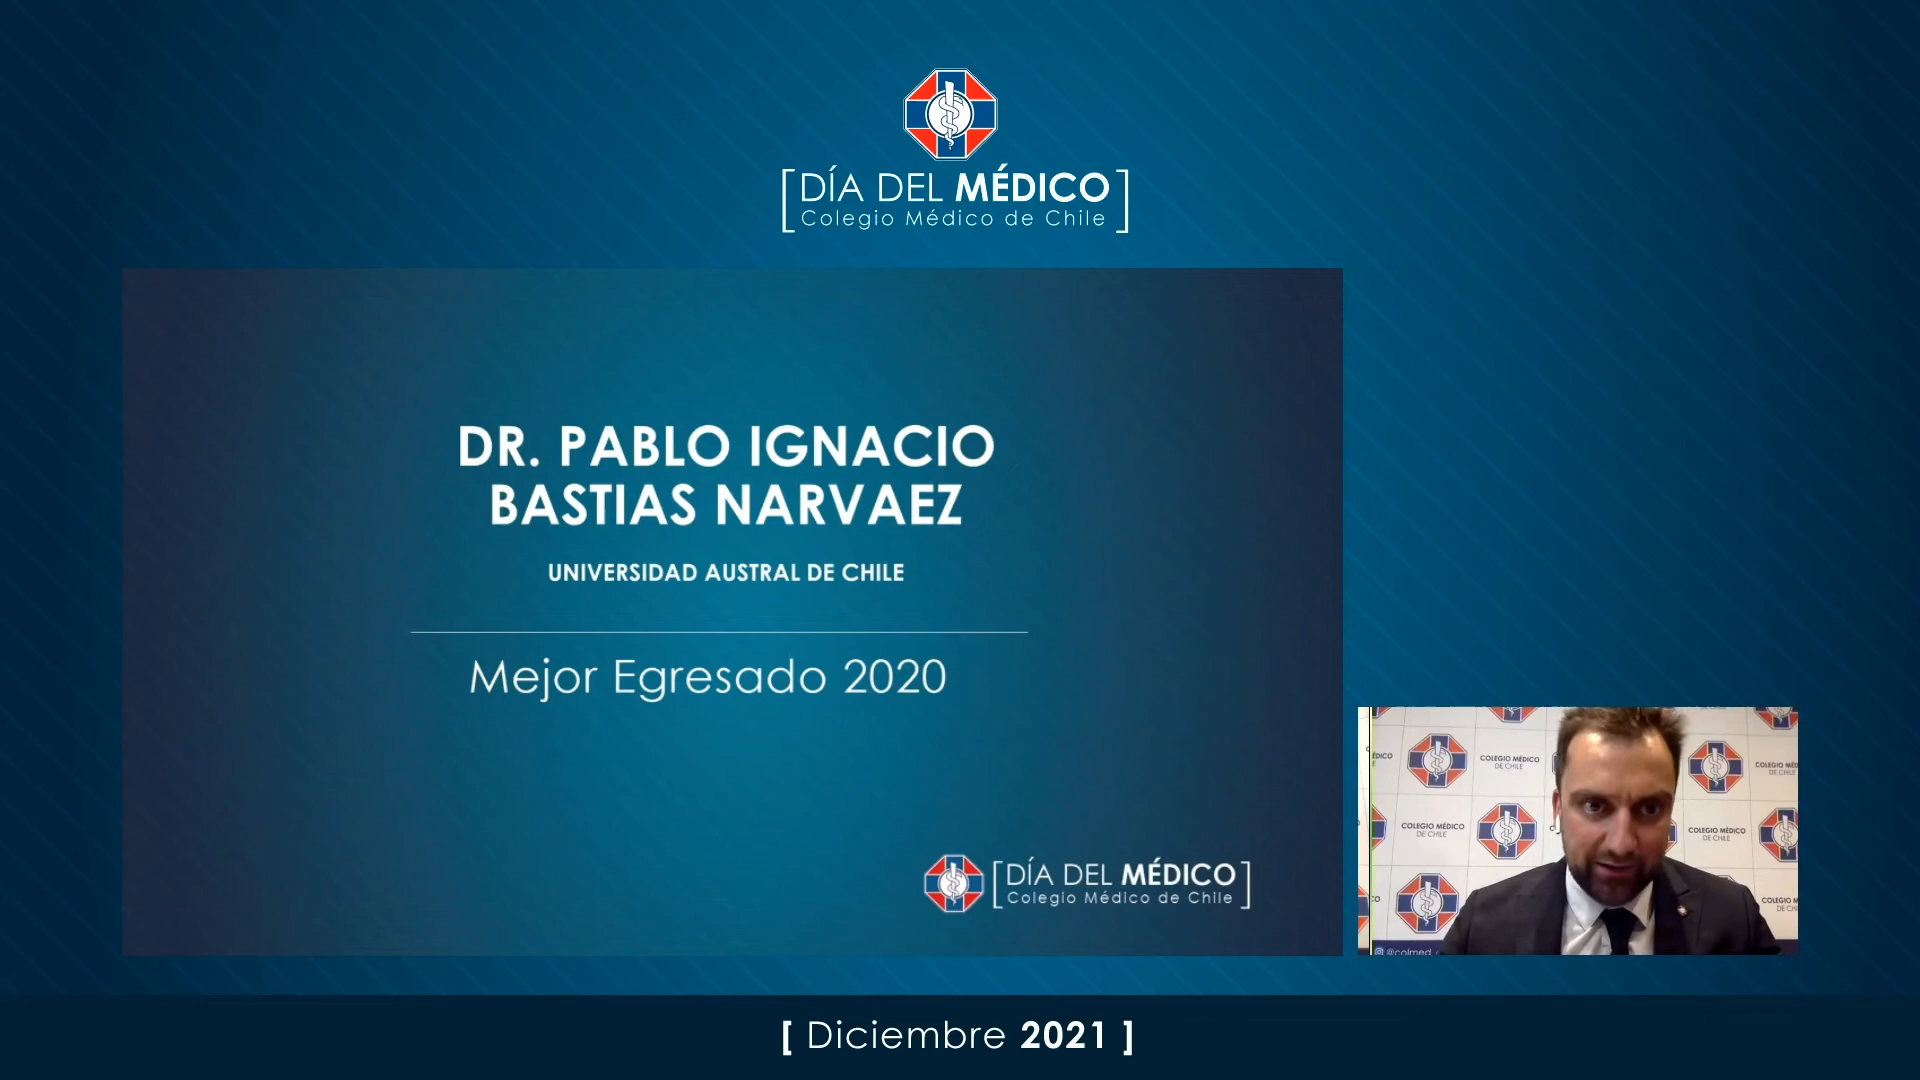 [DÍA DEL MÉDICO
Colegio Médico de Chile]
DR. PABLO IGNACIO
BASTIAS NARVAEZ
UNIVERSIDAD AUSTRAL DE CHILE
Mejor Egresado 2020
[DÍA DEL MÉDICO
Colegio Médico de Chile]
COLEGIO MÉDICO
DE CHILE
COLEGIO MÉDICO
DE CHILE
COLEGIO MÉDICO
DE CHILE
@colmed
[ Diciembre 2021 ]